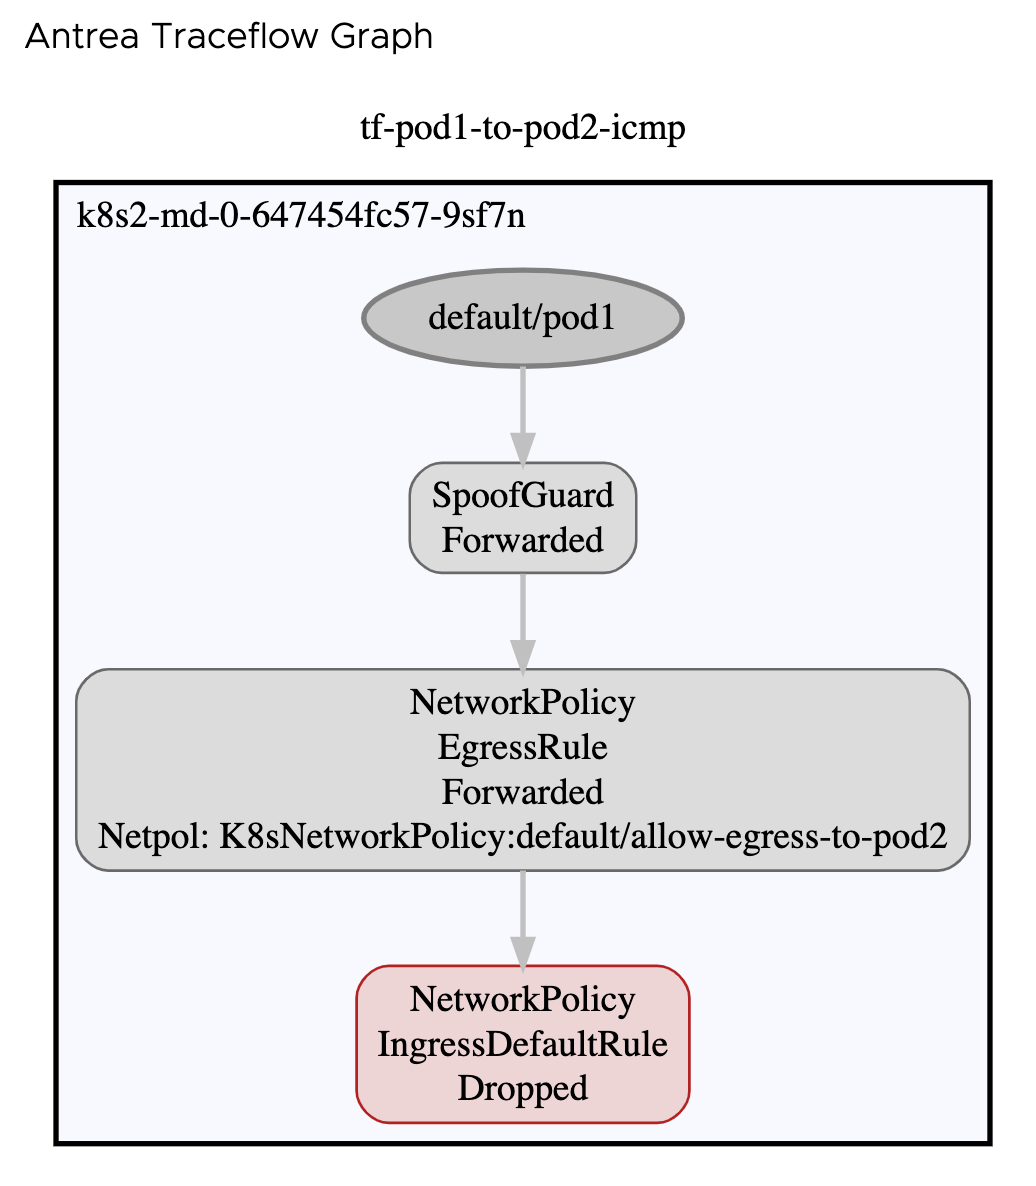 Antrea Traceflow Graph
tf-pod1-to-pod2-icmp
k8s2-md-0-647454fc57-9sf7n
default/pod1
SpoofGuard
Forwarded
NetworkPolicy
EgressRule
Forwarded
Netpol: K8sNetworkPolicy:default/allow-egress-to-pod2
NetworkPolicy
IngressDefaultRule
Dropped